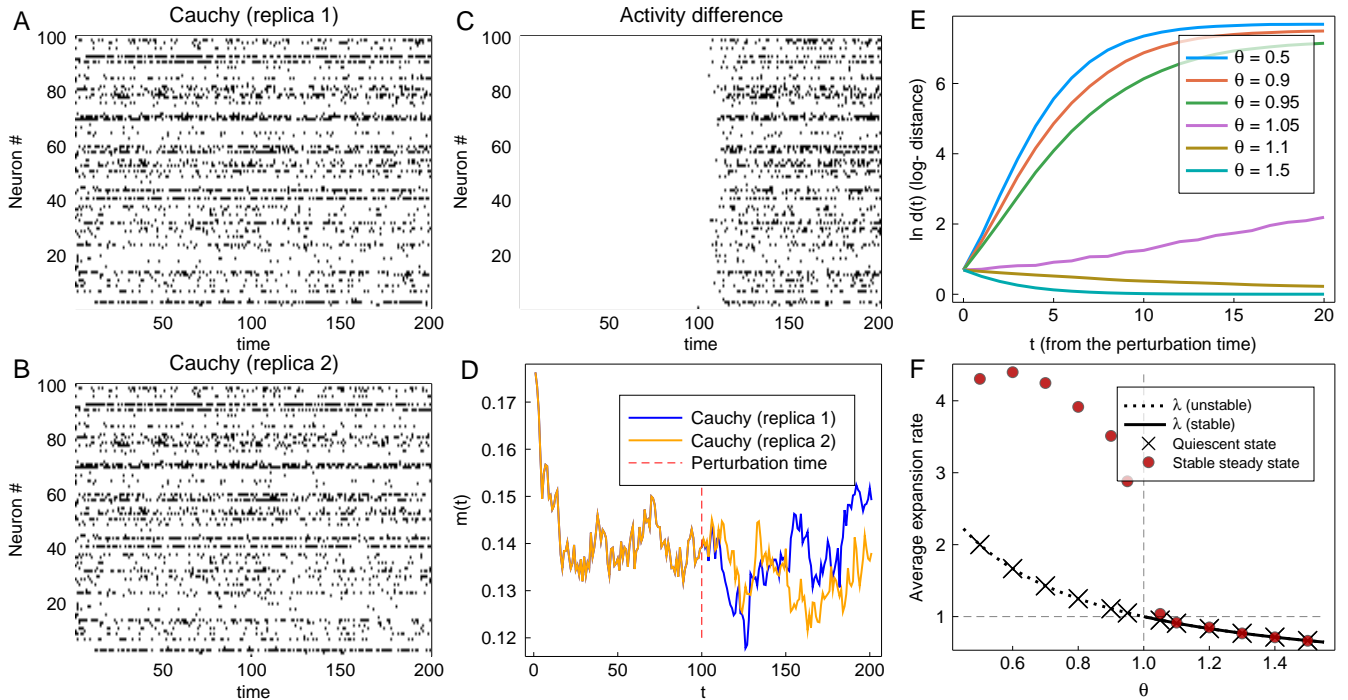 A
Cauchy (replica 1)
100
80
60
40
20
Neuron #
50
100
150
200
time
B
Cauchy (replica 2)
100
80
60
40
20
Neuron #
50
100
150
200
time
C
Activity difference
100
80
60
40
20
Neuron #
50
100
150
200
time
D
0.17
0.16
0.15
0.14
0.13
0.12
m(t)
Cauchy (replica 1)
Cauchy (replica 2)
Perturbation time
0
50
100
150
200
t
E
6
4
2
0
ln d(t) (log- distance)
θ = 0.5
θ = 0.9
θ = 0.95
θ = 1.05
θ = 1.1
θ = 1.5
0
5
10
15
20
t (from the perturbation time)
F
4
3
2
1
Average expansion rate
λ (unstable)
λ (stable)
Quiescent state
Stable steady state
0.6
0.8
1.0
1.2
1.4
θ